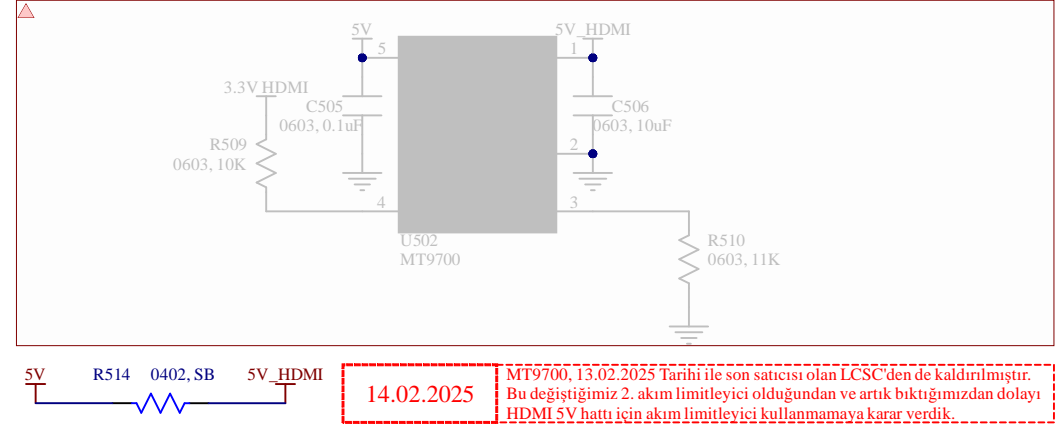 5V
5V_HDMI
5
1
3.3V HDMI
C505
0603, 0.1uF
C506
0603, 10uF
R509
0603, 10K
2
4
3
U502
MT9700
R510
0603, 11K
5V
R514
0402, SB
5V_HDMI
14.02.2025
MT9700, 13.02.2025 Tarihi ile son satıcısı olan LCSC'den de kaldırılmıştır.
Bu değiştiğimiz 2. akım limitleyici olduğundan ve artık bıktığımızdan dolayı
HDMI 5V hattı için akım limitleyici kullanmamaya karar verdik.